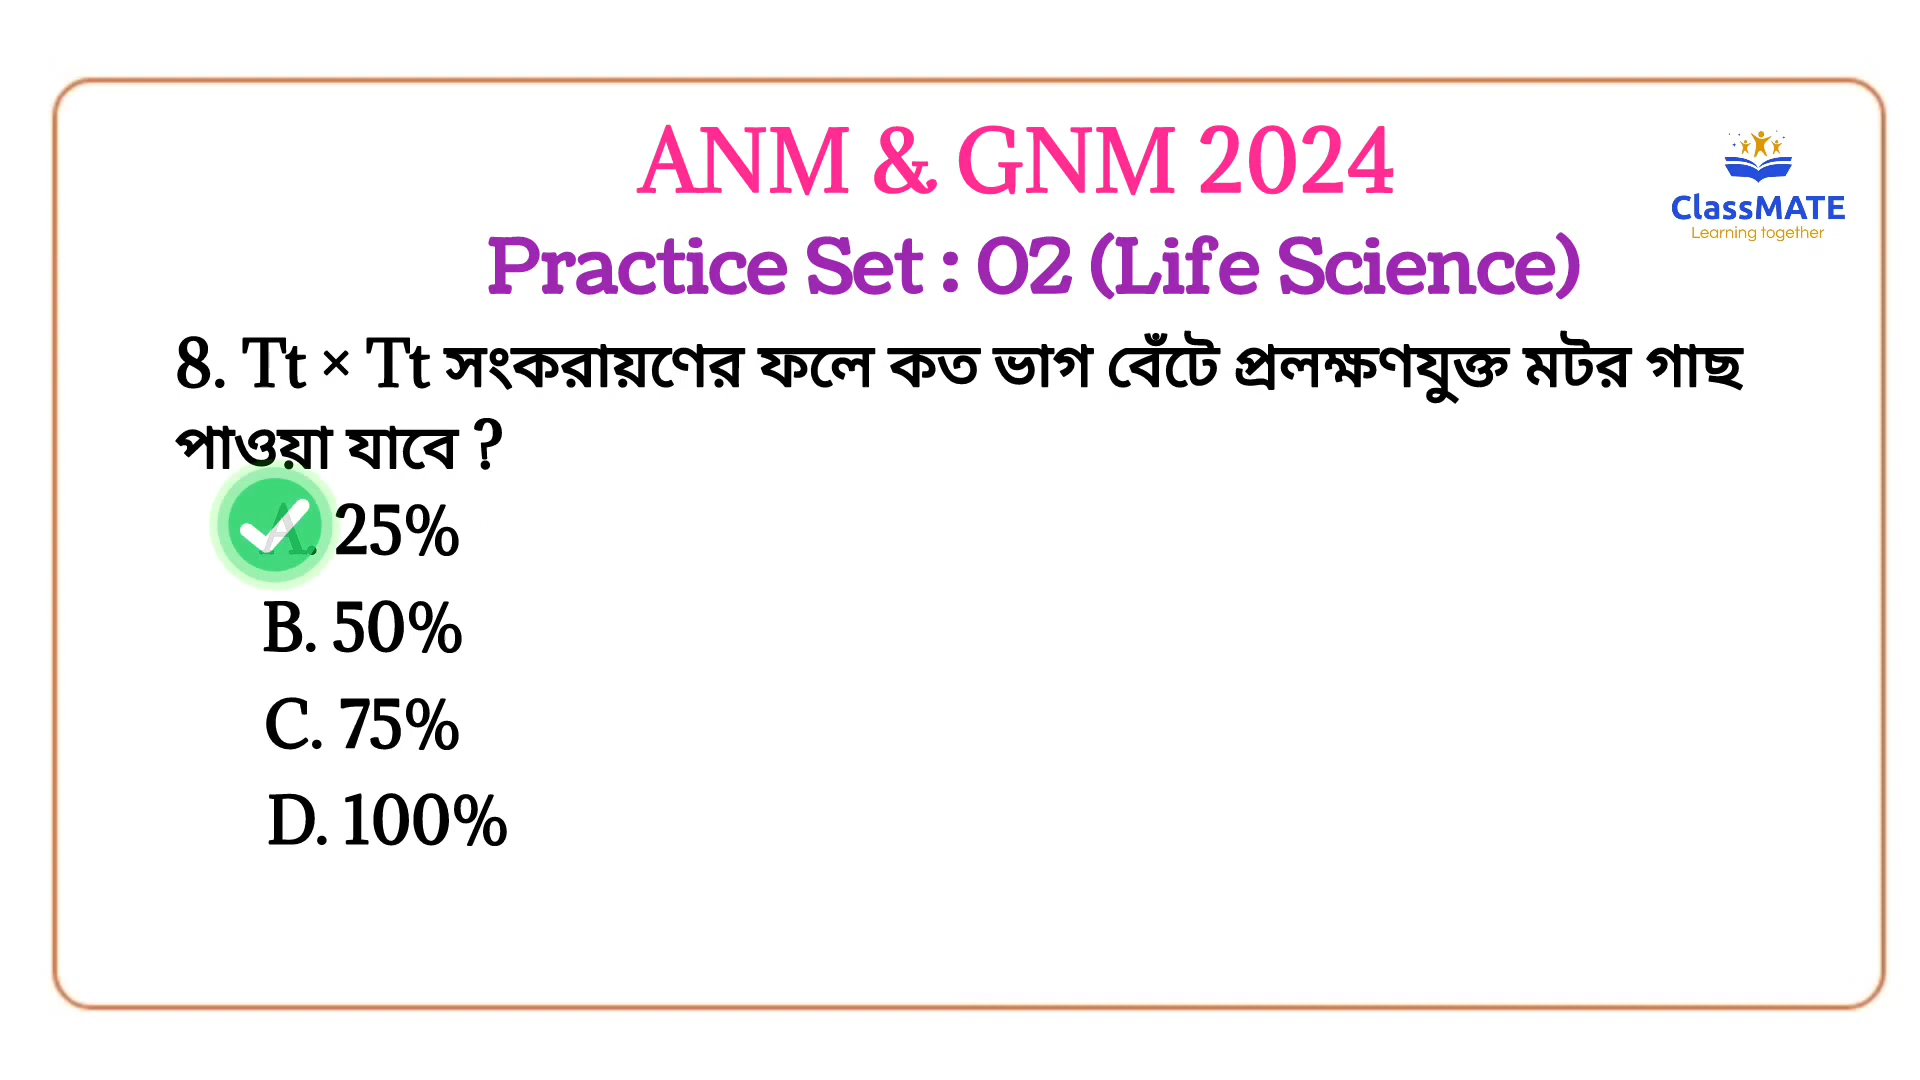 ANM & GNM 2024
ClassMATE
Learning together
Practice Set : 02 (Life Science)
8. Tt × Tt সংকরায়ণের ফলে কত ভাগ বেঁটে প্রলক্ষণযুক্ত মটর গাছ
পাওয়া যাবে ?
A. 25%
B. 50%
C. 75%
D. 100%